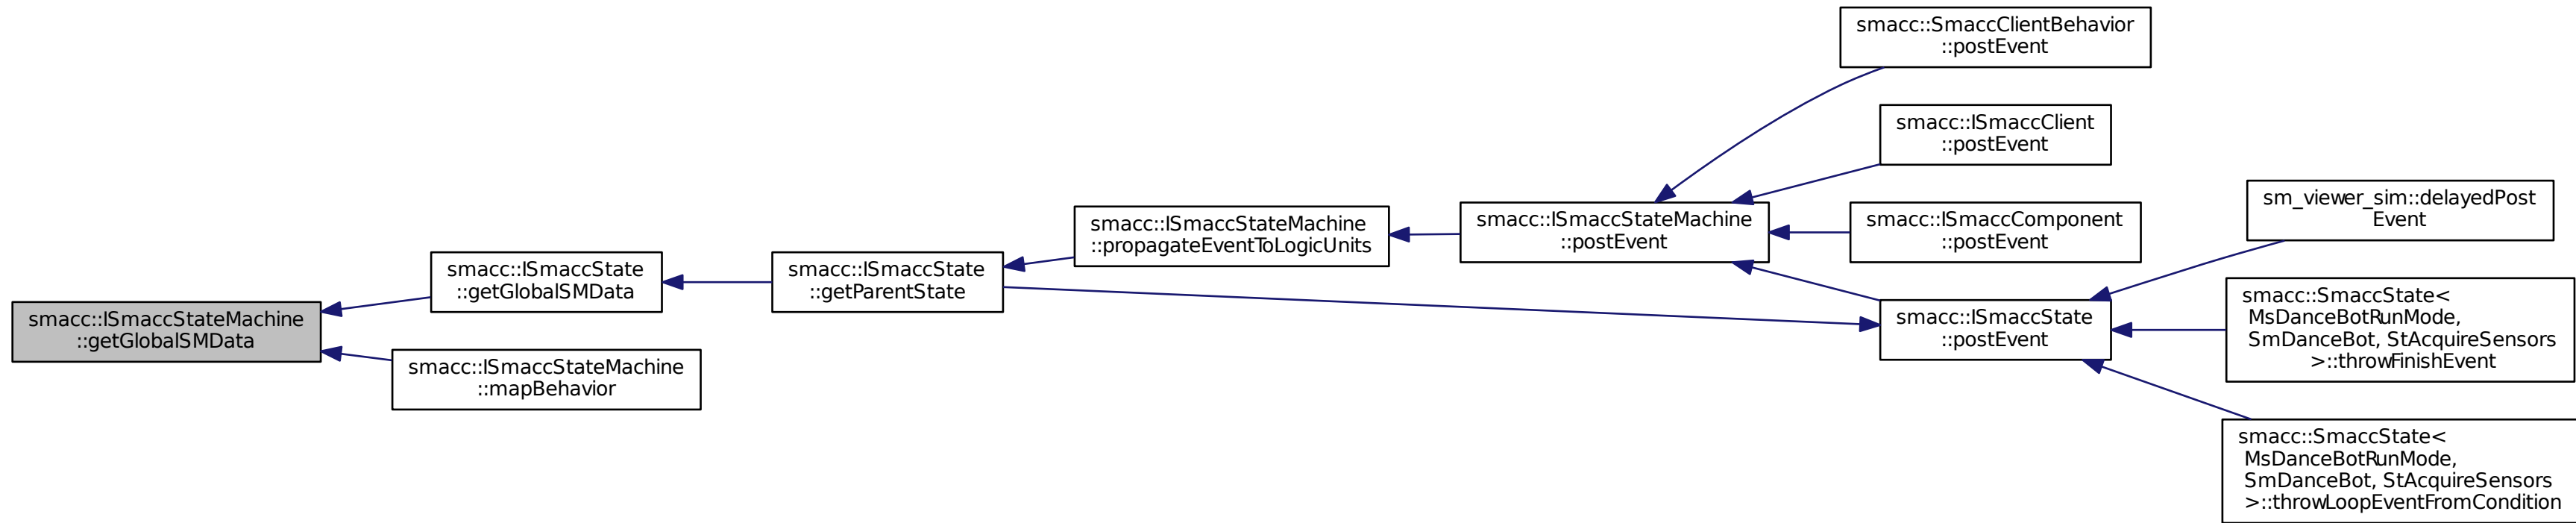 smacc::ISmaccStateMachine
::getGlobalSMData
smacc::ISmaccState
::getGlobalSMData
smacc::ISmaccStateMachine
::mapBehavior
smacc::ISmaccState
::getParentState
smacc::ISmaccStateMachine
::propagateEventToLogicUnits
smacc::ISmaccStateMachine
::postEvent
smacc::SmaccClientBehavior
::postEvent
smacc::ISmaccClient
::postEvent
smacc::ISmaccComponent
::postEvent
smacc::ISmaccState
::postEvent
sm_viewer_sim::delayedPost
Event
smacc::SmaccState<
MsDanceBotRunMode,
SmDanceBot, StAcquireSensors
>::throwFinishEvent
smacc::SmaccState<
MsDanceBotRunMode,
SmDanceBot, StAcquireSensors
>::throwLoopEventFromCondition